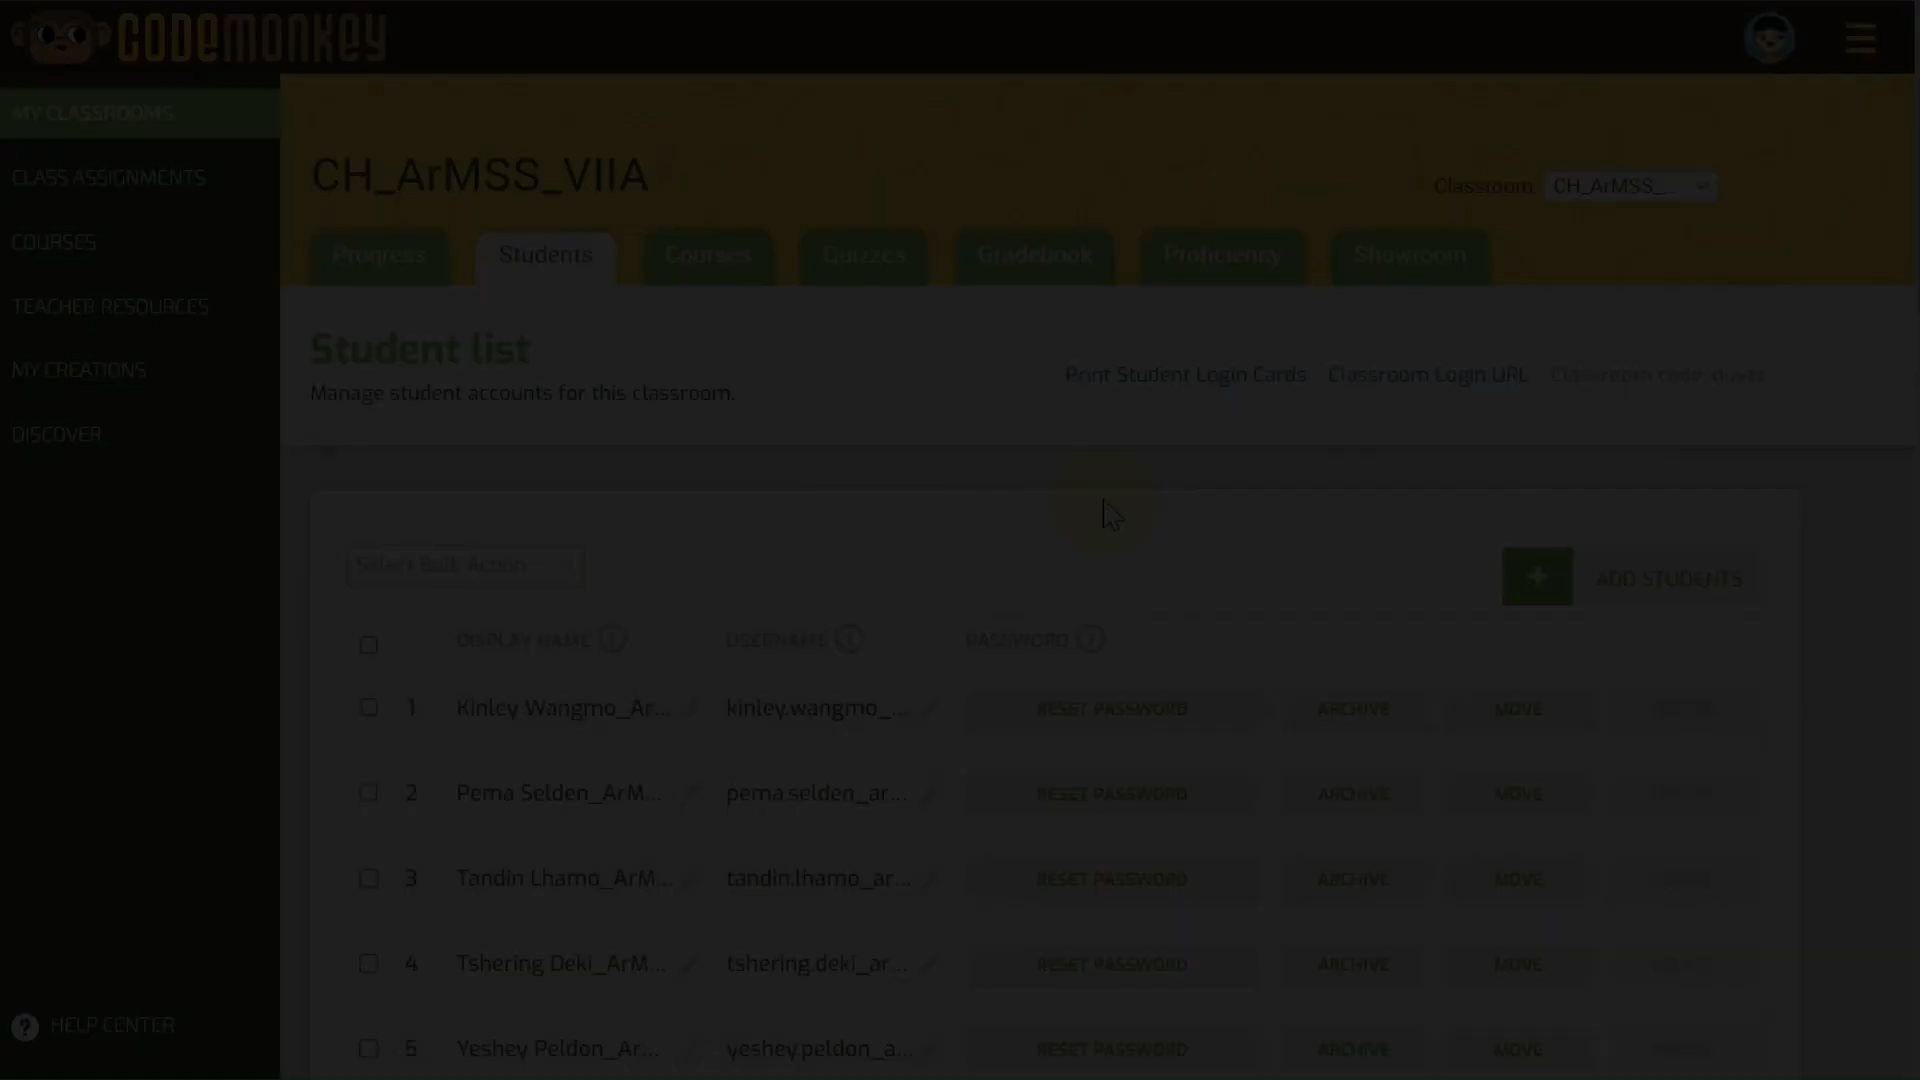 CODEMONKEY
MY CLASSROOMS
CLASS ASSIGNMENTS
COURSES
TEACHER RESOURCES
MY CREATIONS
DISCOVER
? HELP CENTER
CH_ArMSS_VIIA
Classroom: CH_ArMSS_...
Progress Students Courses Quizzes Gradebook Proficiency Showroom
Student list
Manage student accounts for this classroom.
Print Student Login Cards Classroom Login URL Classroom code:
Select Bulk Action
+ ADD STUDENTS
DISPLAY NAME i USERNAME i PASSWORD i
1 Kinley Wangmo_Ar... kinley.wangmo_... RESET PASSWORD ARCHIVE MOVE
2 Pema Selden_ArM... pema.selden_ar... RESET PASSWORD ARCHIVE MOVE
3 Tandin Lhamo_ArM... tandin.lhamo_ar... RESET PASSWORD ARCHIVE MOVE
4 Tshering Deki_ArM... tshering.deki_ar... RESET PASSWORD ARCHIVE MOVE
5 Yeshey Peldon_Ar... yeshey.peldon_a... RESET PASSWORD ARCHIVE MOVE